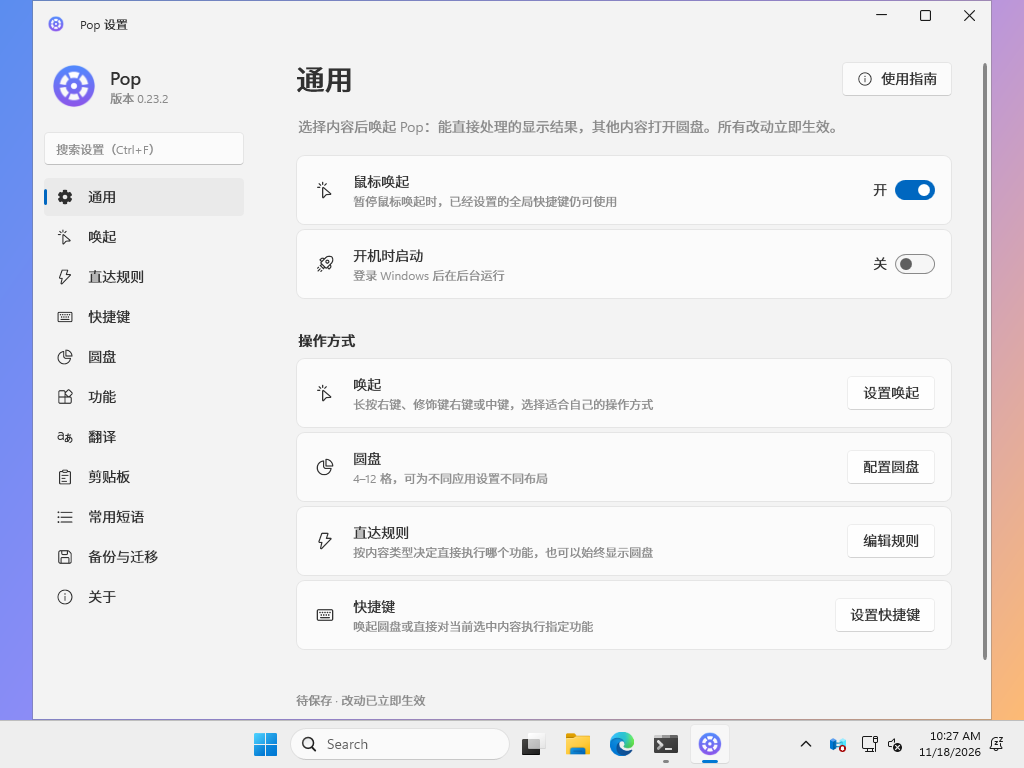 Pop 设置
Pop
版本 0.23.2
搜索设置（Ctrl+F）
通用
唤起
直达规则
快捷键
圆盘
功能
翻译
剪贴板
常用短语
备份与迁移
关于
通用
使用指南
选择内容后唤起 Pop：能直接处理的显示结果，其他内容打开圆盘。所有改动立即生效。
鼠标唤起
暂停鼠标唤起时，已经设置的全局快捷键仍可使用
开
开机时启动
登录 Windows 后在后台运行
关
操作方式
唤起
长按右键、修饰键右键或中键，选择适合自己的操作方式
设置唤起
圆盘
4–12 格，可为不同应用设置不同布局
配置圆盘
直达规则
按内容类型决定直接执行哪个功能，也可以始终显示圆盘
编辑规则
快捷键
唤起圆盘或直接对当前选中内容执行指定功能
设置快捷键
待保存 · 改动已立即生效
Search
10:27 AM
11/18/2026